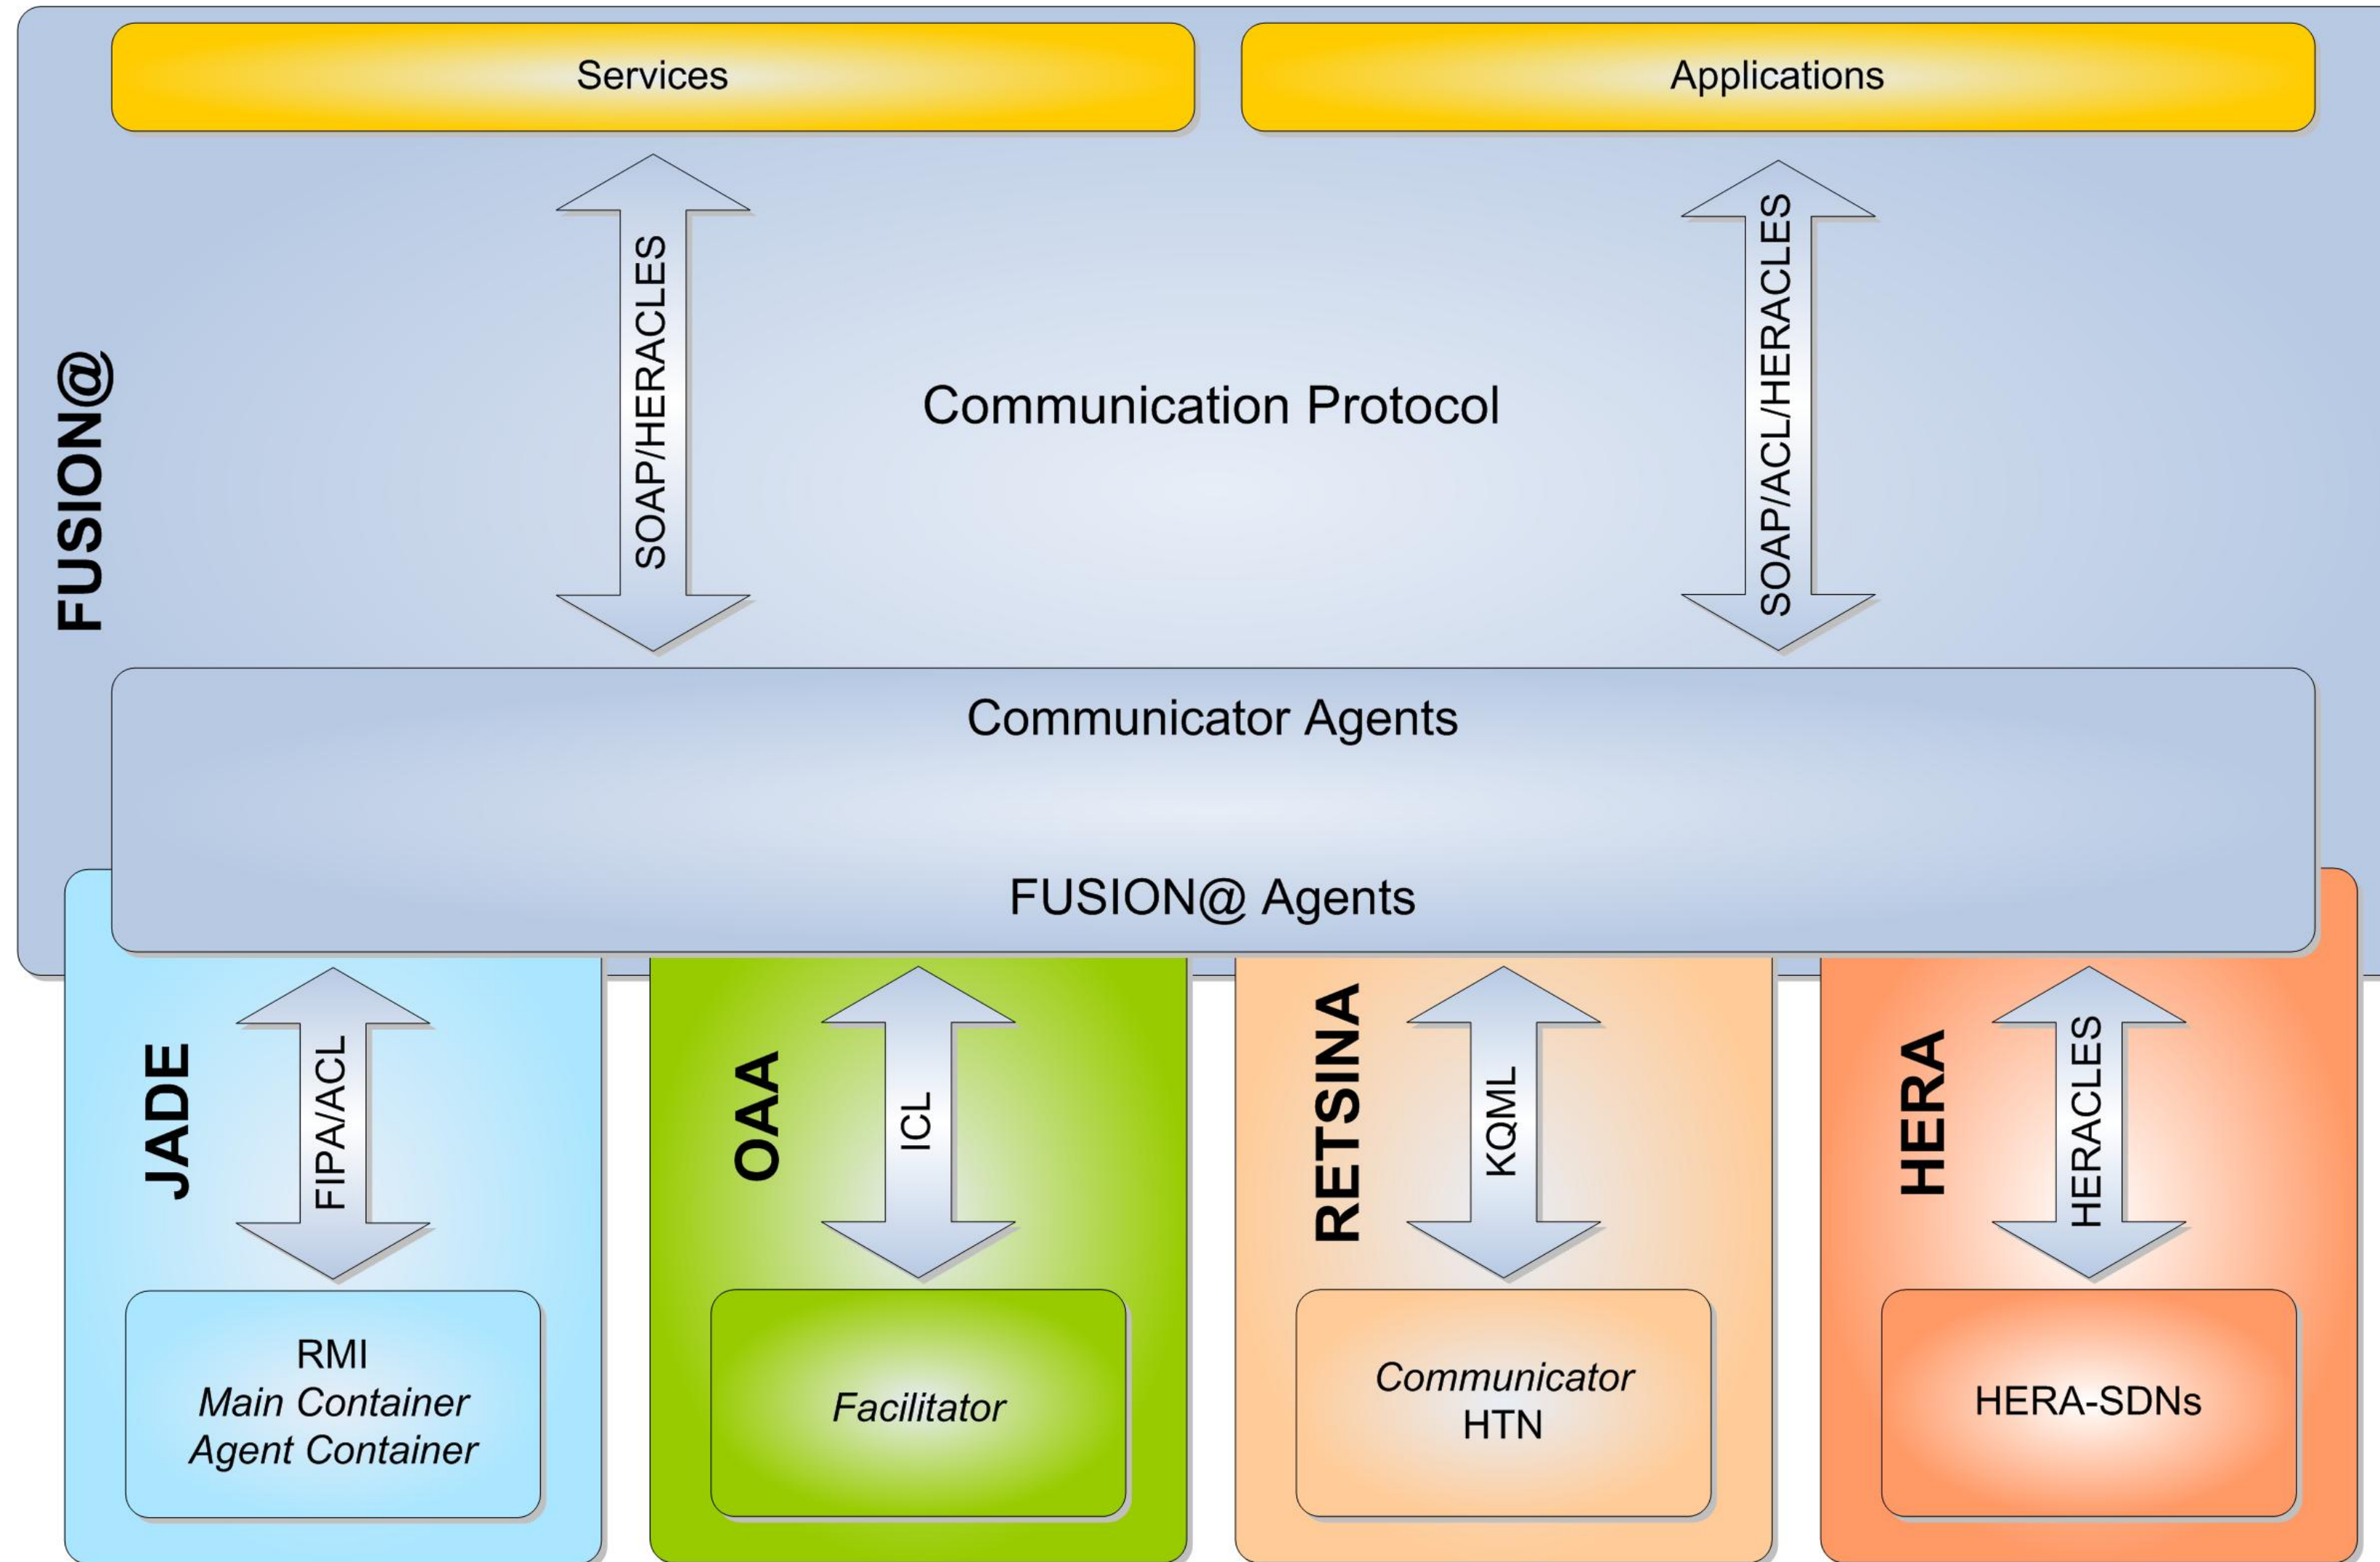 Services
Applications
FUSION@
SOAP/HERACLES
Communication Protocol
SOAP/ACL/HERACLES
Communicator Agents
FUSION@ Agents
JADE
FIPA/ACL
RMI
Main Container
Agent Container
OAA
ICL
Facilitator
RETSINA
KQML
Communicator
HTN
HERA
HERACLES
HERA-SDNs